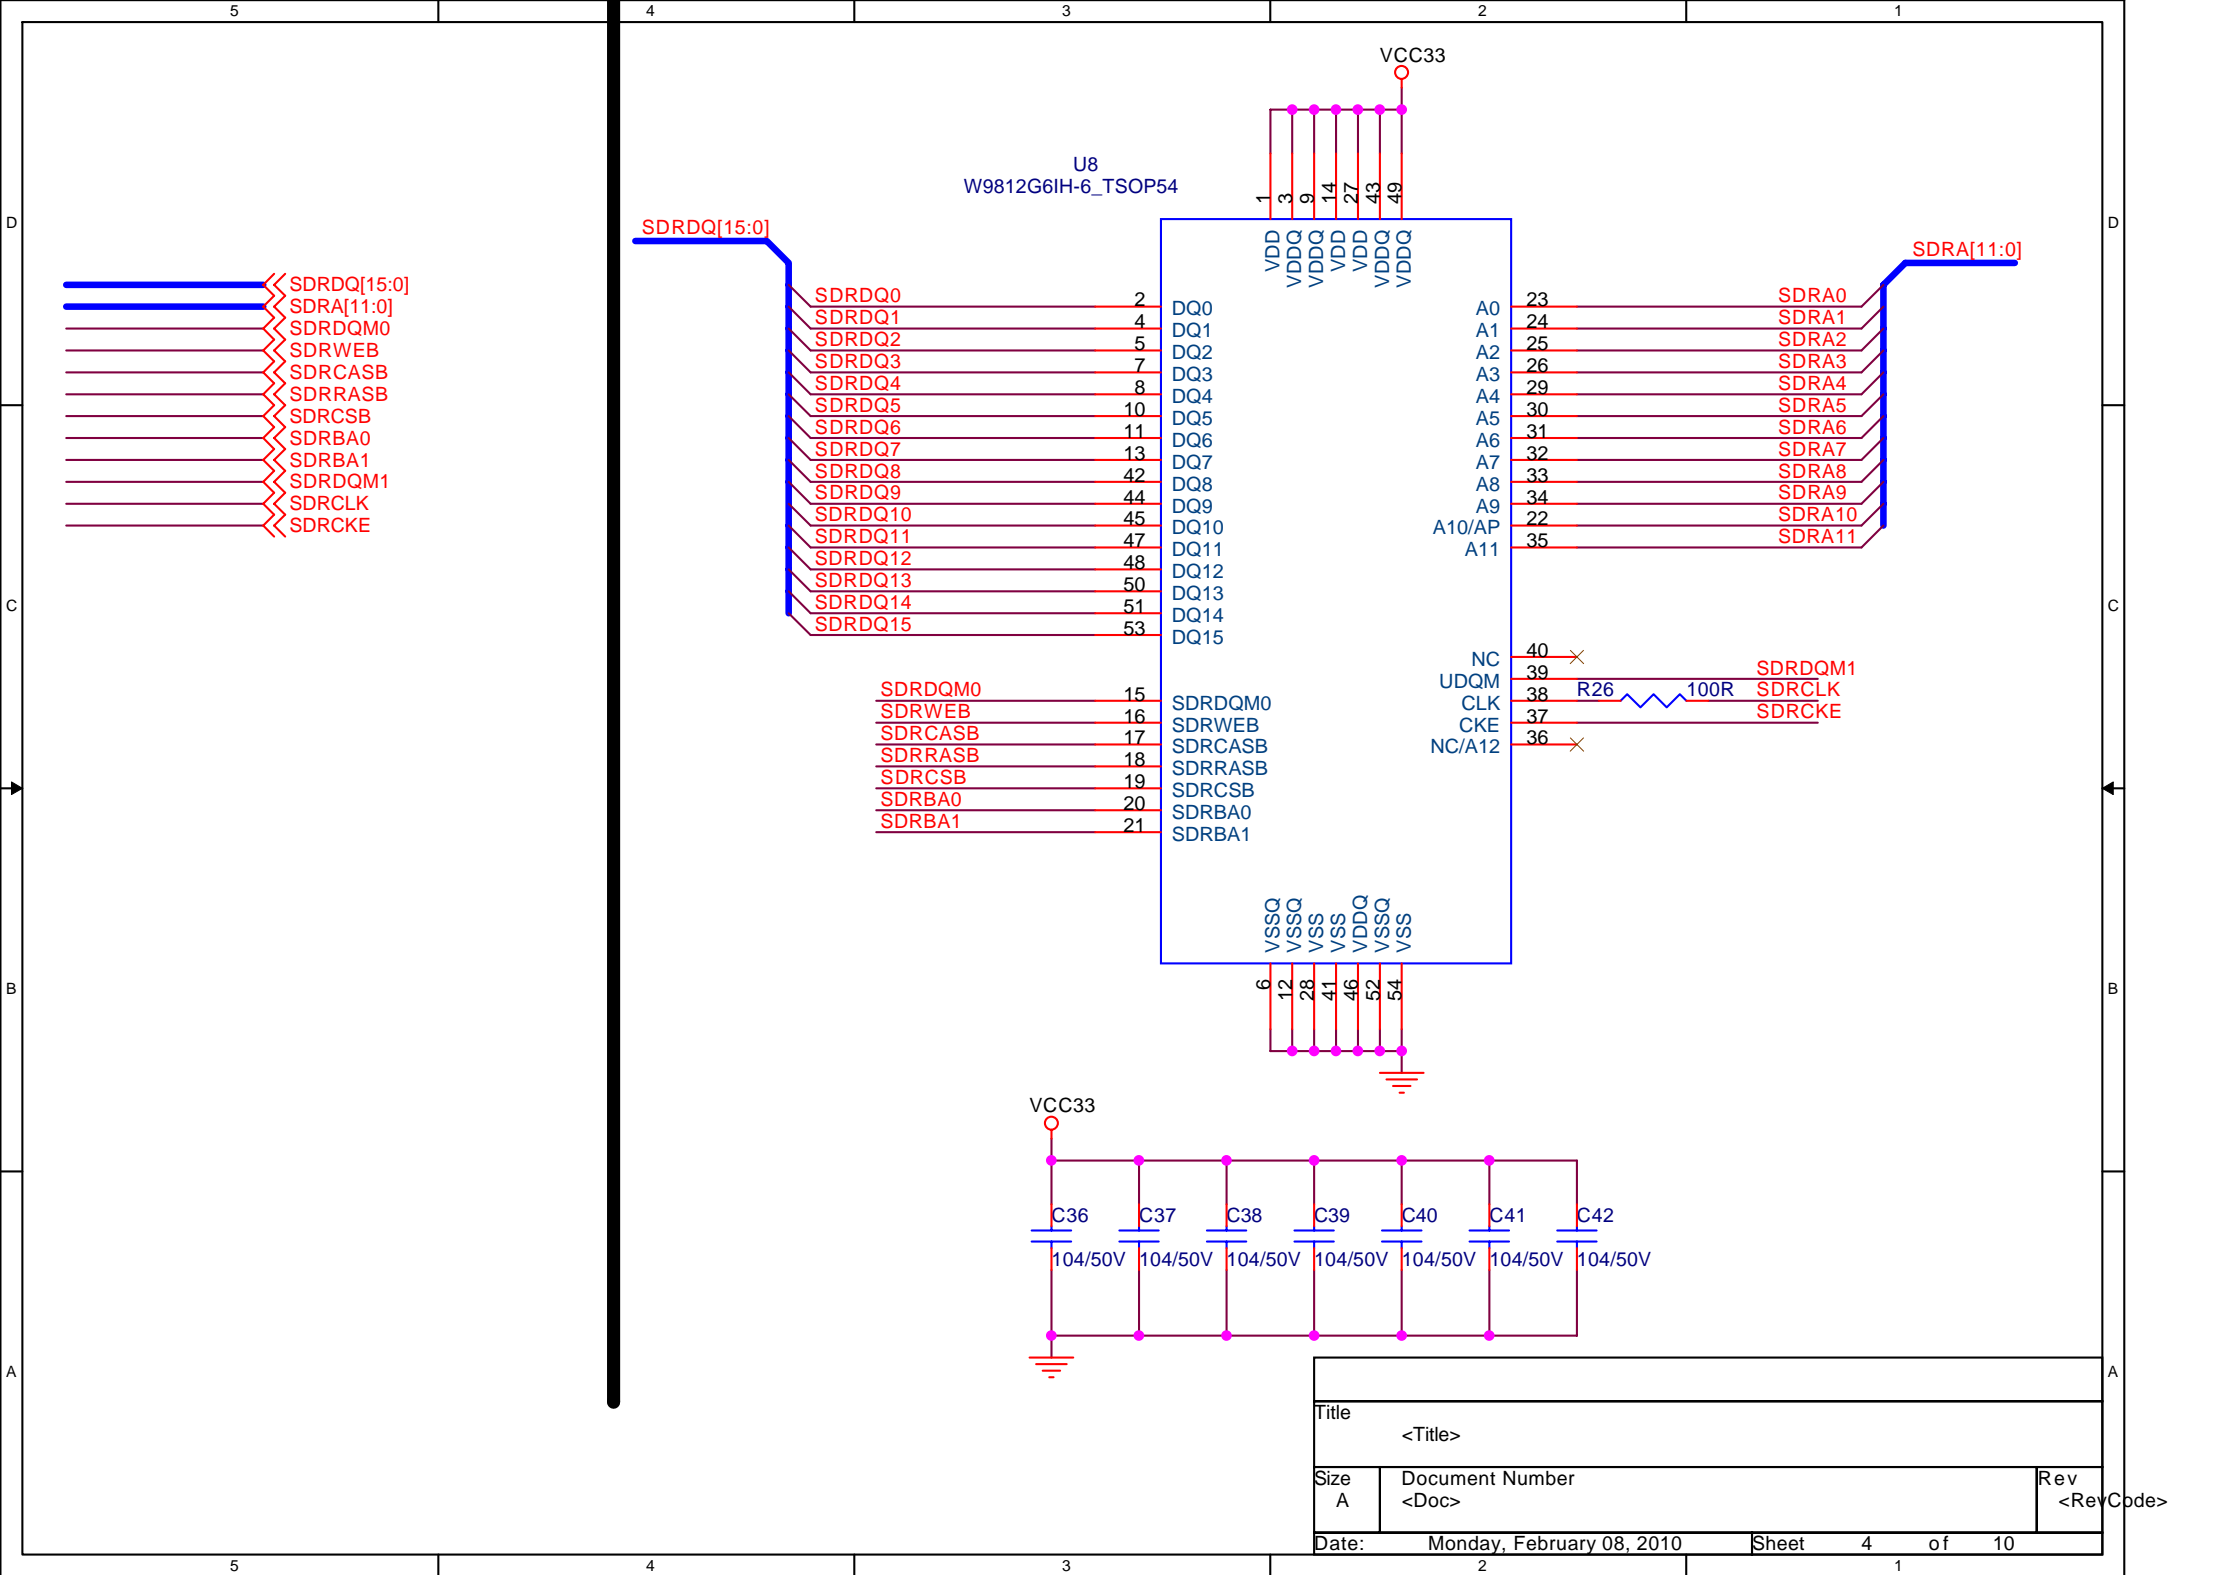 5 4 3 2 1
VCC33
U8
W9812G6IH-6_TSOP54
1 3 9 14 27 43 49
D D
VDD VDDQ VDDQ VDD VDD VDDQ VDDQ
SDRDQ[15:0]
SDRA[11:0]
SDRDQ[15:0]
SDRA[11:0]
SDRDQM0
SDRWEB
SDRCASB
SDRRASB
SDRCSB
SDRBA0
SDRBA1
SDRDQM1
SDRCLK
SDRCKE
SDRDQ0 2 DQ0 A0 23 SDRA0
SDRDQ1 4 DQ1 A1 24 SDRA1
SDRDQ2 5 DQ2 A2 25 SDRA2
SDRDQ3 7 DQ3 A3 26 SDRA3
SDRDQ4 8 DQ4 A4 29 SDRA4
SDRDQ5 10 DQ5 A5 30 SDRA5
SDRDQ6 11 DQ6 A6 31 SDRA6
SDRDQ7 13 DQ7 A7 32 SDRA7
SDRDQ8 42 DQ8 A8 33 SDRA8
SDRDQ9 44 DQ9 A9 34 SDRA9
SDRDQ10 45 DQ10 A10/AP 22 SDRA10
SDRDQ11 47 DQ11 A11 35 SDRA11
SDRDQ12 48 DQ12
SDRDQ13 50 DQ13
SDRDQ14 51 DQ14
SDRDQ15 53 DQ15
C C
NC 40
UDQM 39 SDRDQM1
SDRDQM0 15 SDRDQM0 CLK 38 R26 100R SDRCLK
SDRWEB 16 SDRWEB CKE 37 SDRCKE
SDRCASB 17 SDRCASB NC/A12 36
SDRRASB 18 SDRRASB
SDRCSB 19 SDRCSB
SDRBA0 20 SDRBA0
SDRBA1 21 SDRBA1
VSSQ VSSQ VSS VSS VDDQ VSSQ VSS
B B
6 12 28 41 46 52 54
VCC33
C36 C37 C38 C39 C40 C41 C42
104/50V 104/50V 104/50V 104/50V 104/50V 104/50V 104/50V
A A
Title
<Title>
Size Document Number Rev
A <Doc> <RevCode>
Date: Monday, February 08, 2010 Sheet 4 of 10
5 4 3 2 1